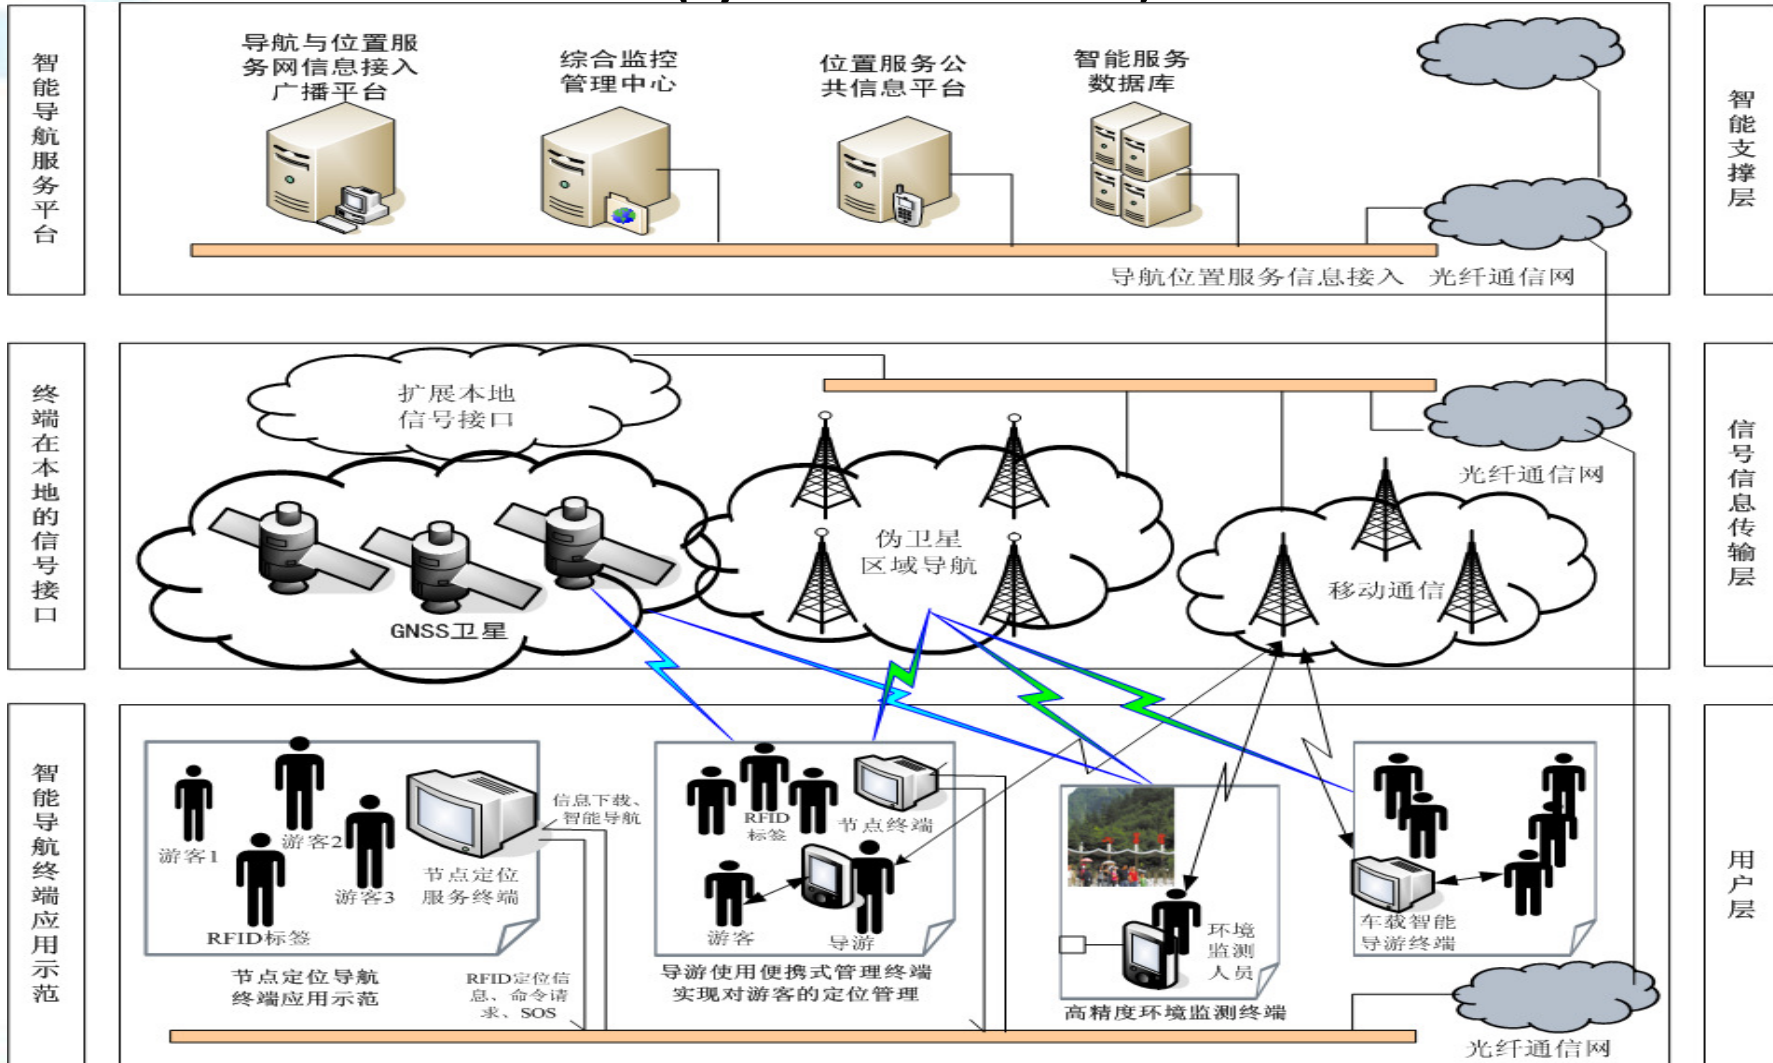 智能导航服务平台
导航与位置服
务网信息接入
广播平台
综合监控
管理中心
位置服务公
共信息平台
智能服务
数据库
导航位置服务信息接入
光纤通信网
智能支撑层
终端在本地的信号接口
扩展本地
信号接口
GNSS卫星
伪卫星
区域导航
移动通信
光纤通信网
信号信息传输层
智能导航终端应用示范
游客1
游客2
游客3
RFID标签
节点定位
服务终端
信息下载、
智能导航
节点定位导航
终端应用示范
RFID定位信
息、命令请
求、SOS
RFID
标签
节点终端
游客
导游
导游使用便携式管理终端
实现对游客的定位管理
环境
监测
人员
高精度环境监测终端
车载智能
导游终端
光纤通信网
用户层